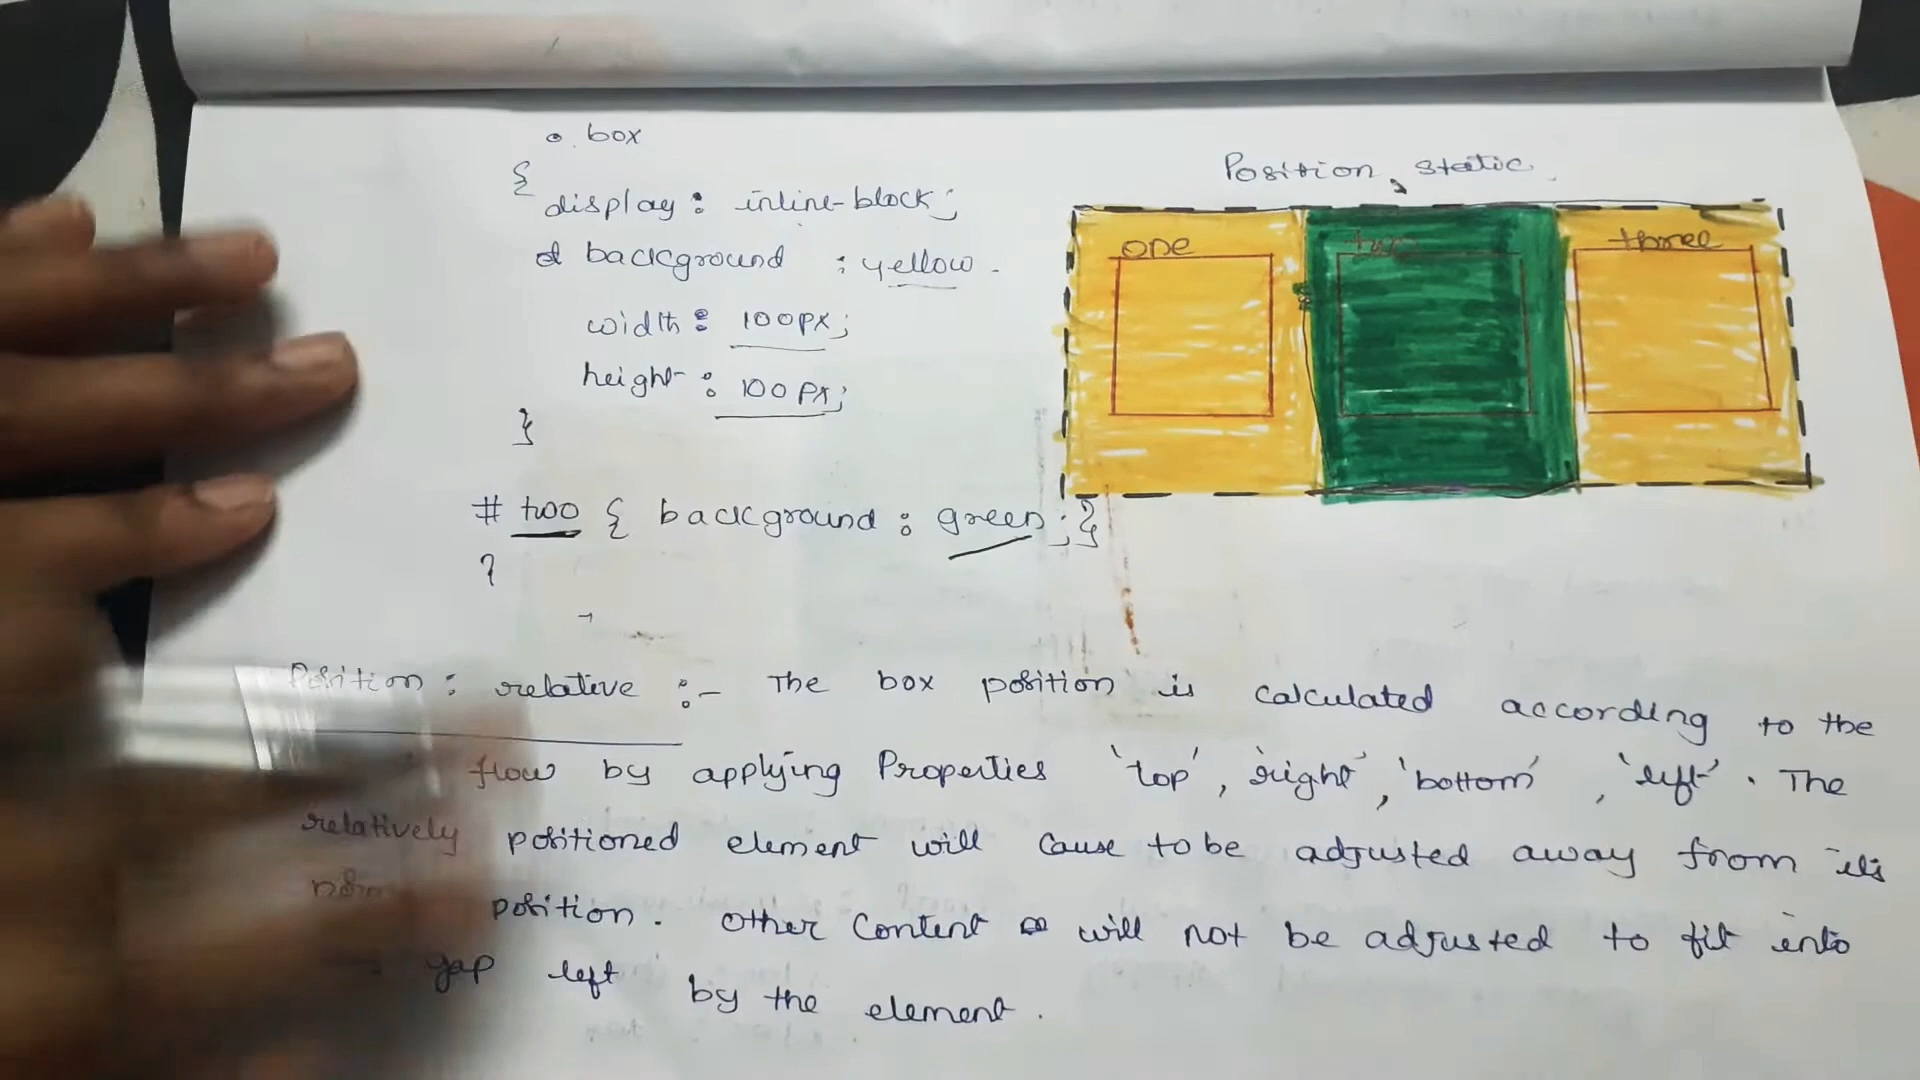 . box
{
display : inline-block;
background : yellow.
width : 100px;
height : 100px;
}
# two { background : green ; }
}
Position, static.
one
two
three
Position : relative :- The box position is calculated according to the
flow by applying Properties 'top', 'right', 'bottom', 'left'. The
relatively positioned element will cause to be adjusted away from its
position. Other Content will not be adjusted to fit into
gap left by the element.